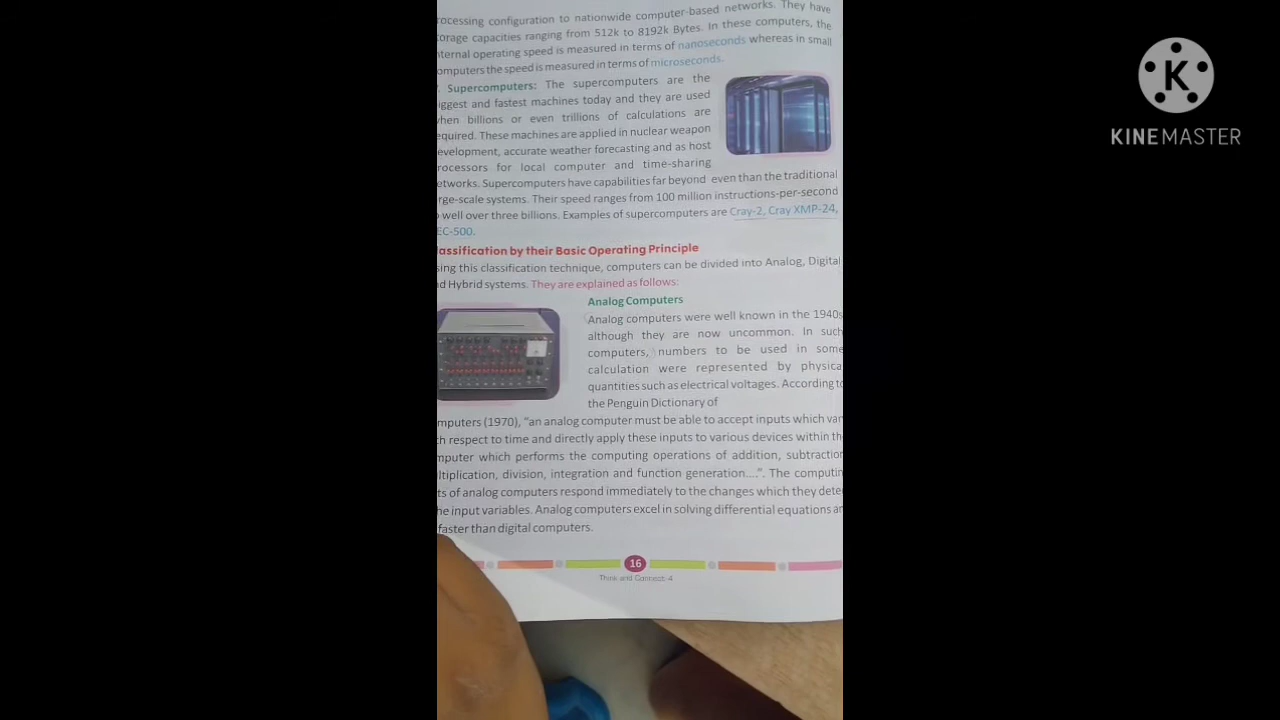 rocessing configuration to nationwide computer-based networks. They have
orage capacities ranging from 512k to 8192k Bytes. In these computers, the
nternal operating speed is measured in terms of nanoseconds whereas in small
omputers the speed is measured in terms of microseconds.
Supercomputers: The supercomputers are the
iggest and fastest machines today and they are used
hen billions or even trillions of calculations are
equired. These machines are applied in nuclear weapon
evelopment, accurate weather forecasting and as host
rocessors for local computer and time-sharing
etworks. Supercomputers have capabilities far beyond even than the traditional
rge-scale systems. Their speed ranges from 100 million instructions-per-second
well over three billions. Examples of supercomputers are Cray-2, Cray XMP-24,
EC-500.
lassification by their Basic Operating Principle
sing this classification technique, computers can be divided into Analog, Digital
nd Hybrid systems. They are explained as follows:
Analog Computers
Analog computers were well known in the 1940s
although they are now uncommon. In such
computers, numbers to be used in some
calculation were represented by physica
quantities such as electrical voltages. According to
the Penguin Dictionary of
mputers (1970), "an analog computer must be able to accept inputs which var
h respect to time and directly apply these inputs to various devices within th
mputer which performs the computing operations of addition, subtraction
ltiplication, division, integration and function generation....". The computin
ts of analog computers respond immediately to the changes which they dete
he input variables. Analog computers excel in solving differential equations ar
faster than digital computers.
16
Think and Connect-4
K
KINEMASTER